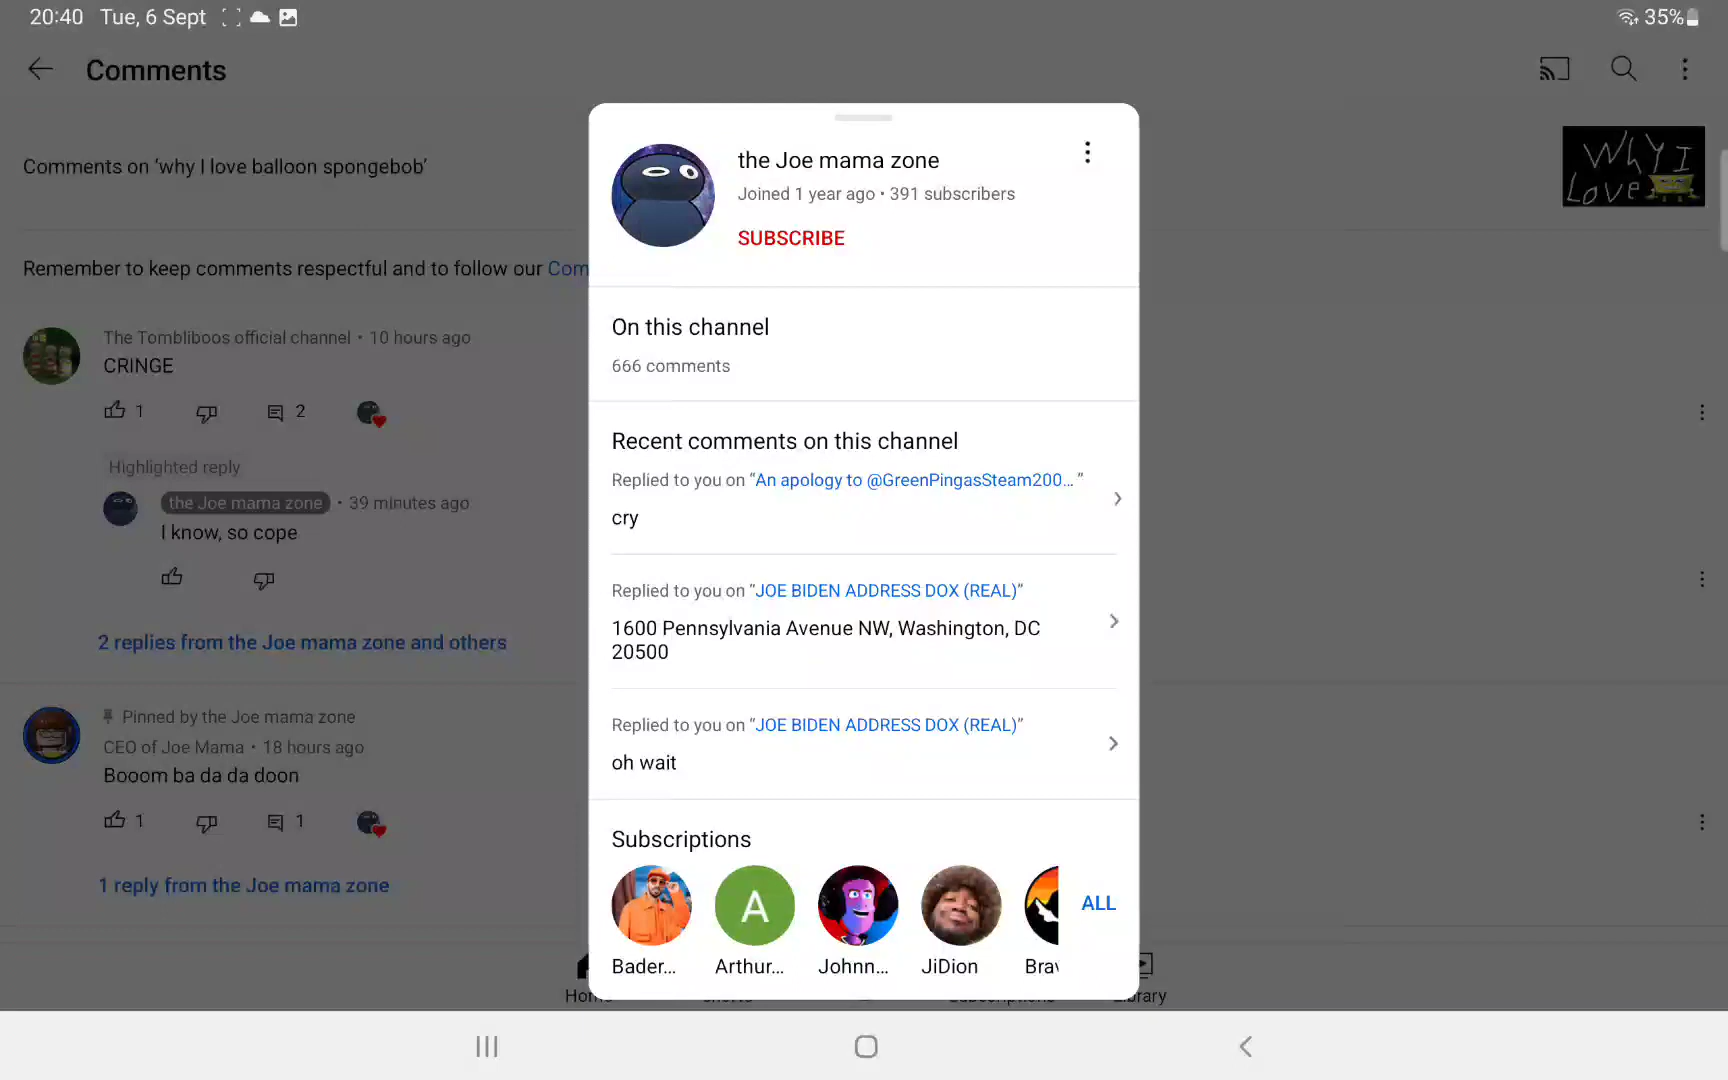 20:40 Tue, 6 Sept
35%
Comments
Comments on ‘why I love balloon spongebob’
WhY I
Love
Remember to keep comments respectful and to follow our Com
The Tombliboos official channel • 10 hours ago
CRINGE
1
2
Highlighted reply
the Joe mama zone • 39 minutes ago
I know, so cope
2 replies from the Joe mama zone and others
Pinned by the Joe mama zone
CEO of Joe Mama • 18 hours ago
Booom ba da da doon
1
1
1 reply from the Joe mama zone
the Joe mama zone
Joined 1 year ago • 391 subscribers
SUBSCRIBE
On this channel
666 comments
Recent comments on this channel
Replied to you on “An apology to @GreenPingasSteam200… ”
cry
Replied to you on “JOE BIDEN ADDRESS DOX (REAL)”
1600 Pennsylvania Avenue NW, Washington, DC
20500
Replied to you on “JOE BIDEN ADDRESS DOX (REAL)”
oh wait
Subscriptions
A
ALL
Bader... Arthur... Johnn... JiDion Brav
Hom
brary